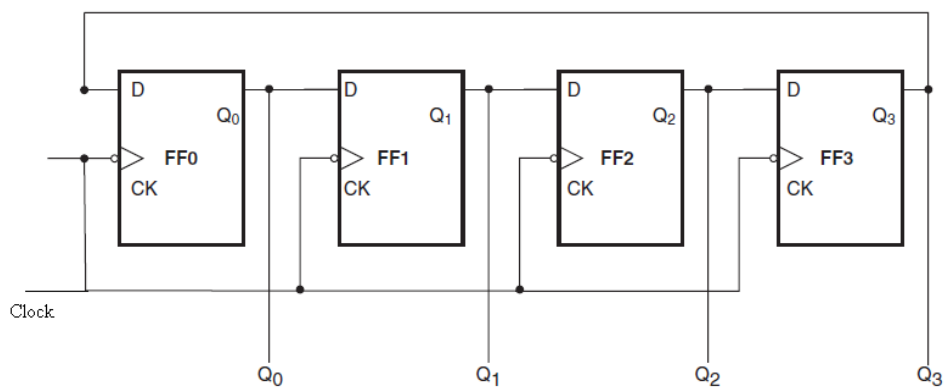 D D D D
Q0 Q1 Q2 Q3
FF0 FF1 FF2 FF3
CK CK CK CK
Clock
Q0 Q1 Q2 Q3